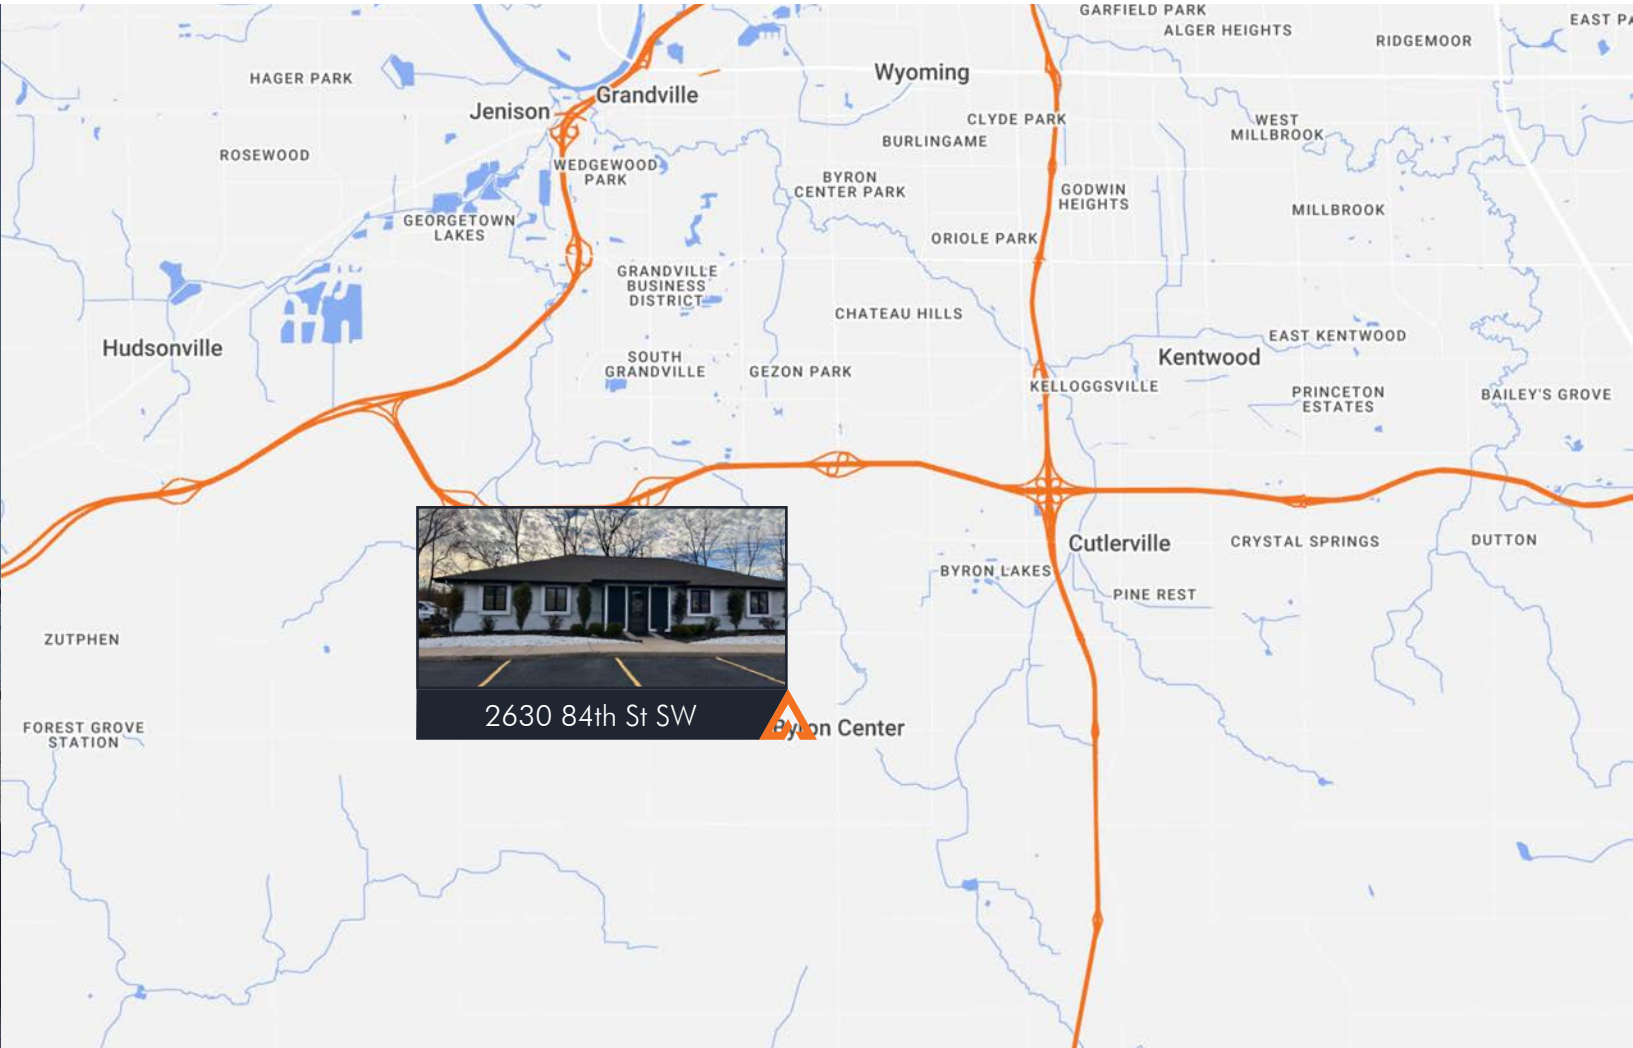 GARFIELD PARK
ALGER HEIGHTS
EAST
RIDGEMOOR
HAGER PARK
Wyoming
Grandville
Jenison
CLYDE PARK
WEST
MILLBROOK
BURLINGAME
ROSEWOOD
WEDGEWOOD
PARK
BYRON
CENTER PARK
GODWIN
HEIGHTS
MILLBROOK
GEORGETOWN
LAKES
ORIOLE PARK
GRANDVILLE
BUSINESS
DISTRICT
CHATEAU HILLS
EAST KENTWOOD
Hudsonville
SOUTH
GRANDVILLE
GEZON PARK
Kentwood
KELLOGGSVILLE
PRINCETON
ESTATES
BAILEY'S GROVE
Cutlerville
CRYSTAL SPRINGS
DUTTON
BYRON LAKES
PINE REST
ZUTPHEN
2630 84th St SW
Byron Center
FOREST GROVE
STATION